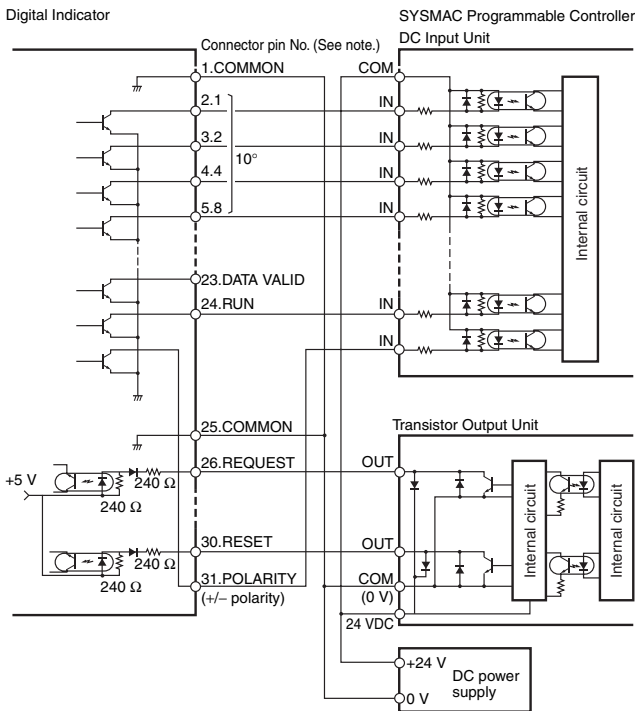 Digital Indicator
SYSMAC Programmable Controller
DC Input Unit
Connector pin No. (See note.)
1.COMMON
COM
2.1
IN
3.2
IN
10°
4.4
IN
5.8
IN
Internal circuit
23.DATA VALID
24.RUN
IN
IN
25.COMMON
Transistor Output Unit
26.REQUEST
OUT
+5 V
240 Ω
240 Ω
Internal circuit
Internal circuit
30.RESET
OUT
240 Ω
240 Ω
31.POLARITY
(+/− polarity)
COM
(0 V)
24 VDC
+24 V
DC power
supply
0 V